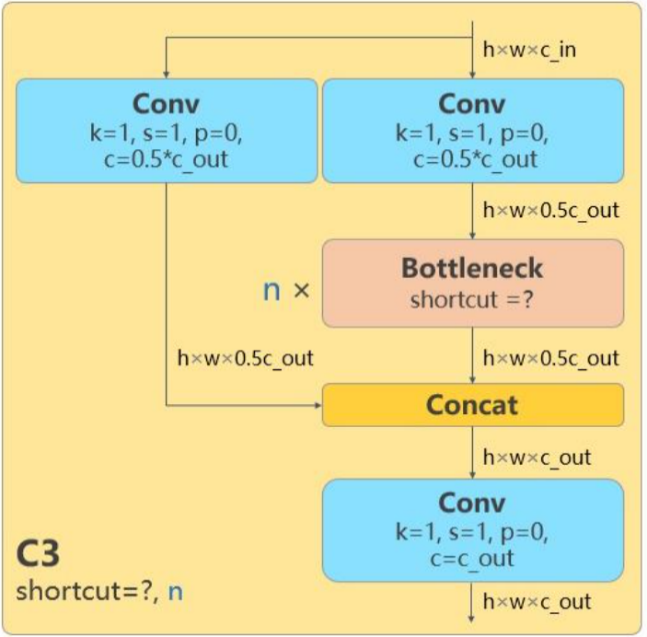 h×w×c_in
Conv
k=1, s=1, p=0,
c=0.5*c_out
Conv
k=1, s=1, p=0,
c=0.5*c_out
h×w×0.5c_out
Bottleneck
shortcut =?
n ×
h×w×0.5c_out
h×w×0.5c_out
Concat
h×w×c_out
Conv
k=1, s=1, p=0,
c=c_out
C3
shortcut=?, n
h×w×c_out